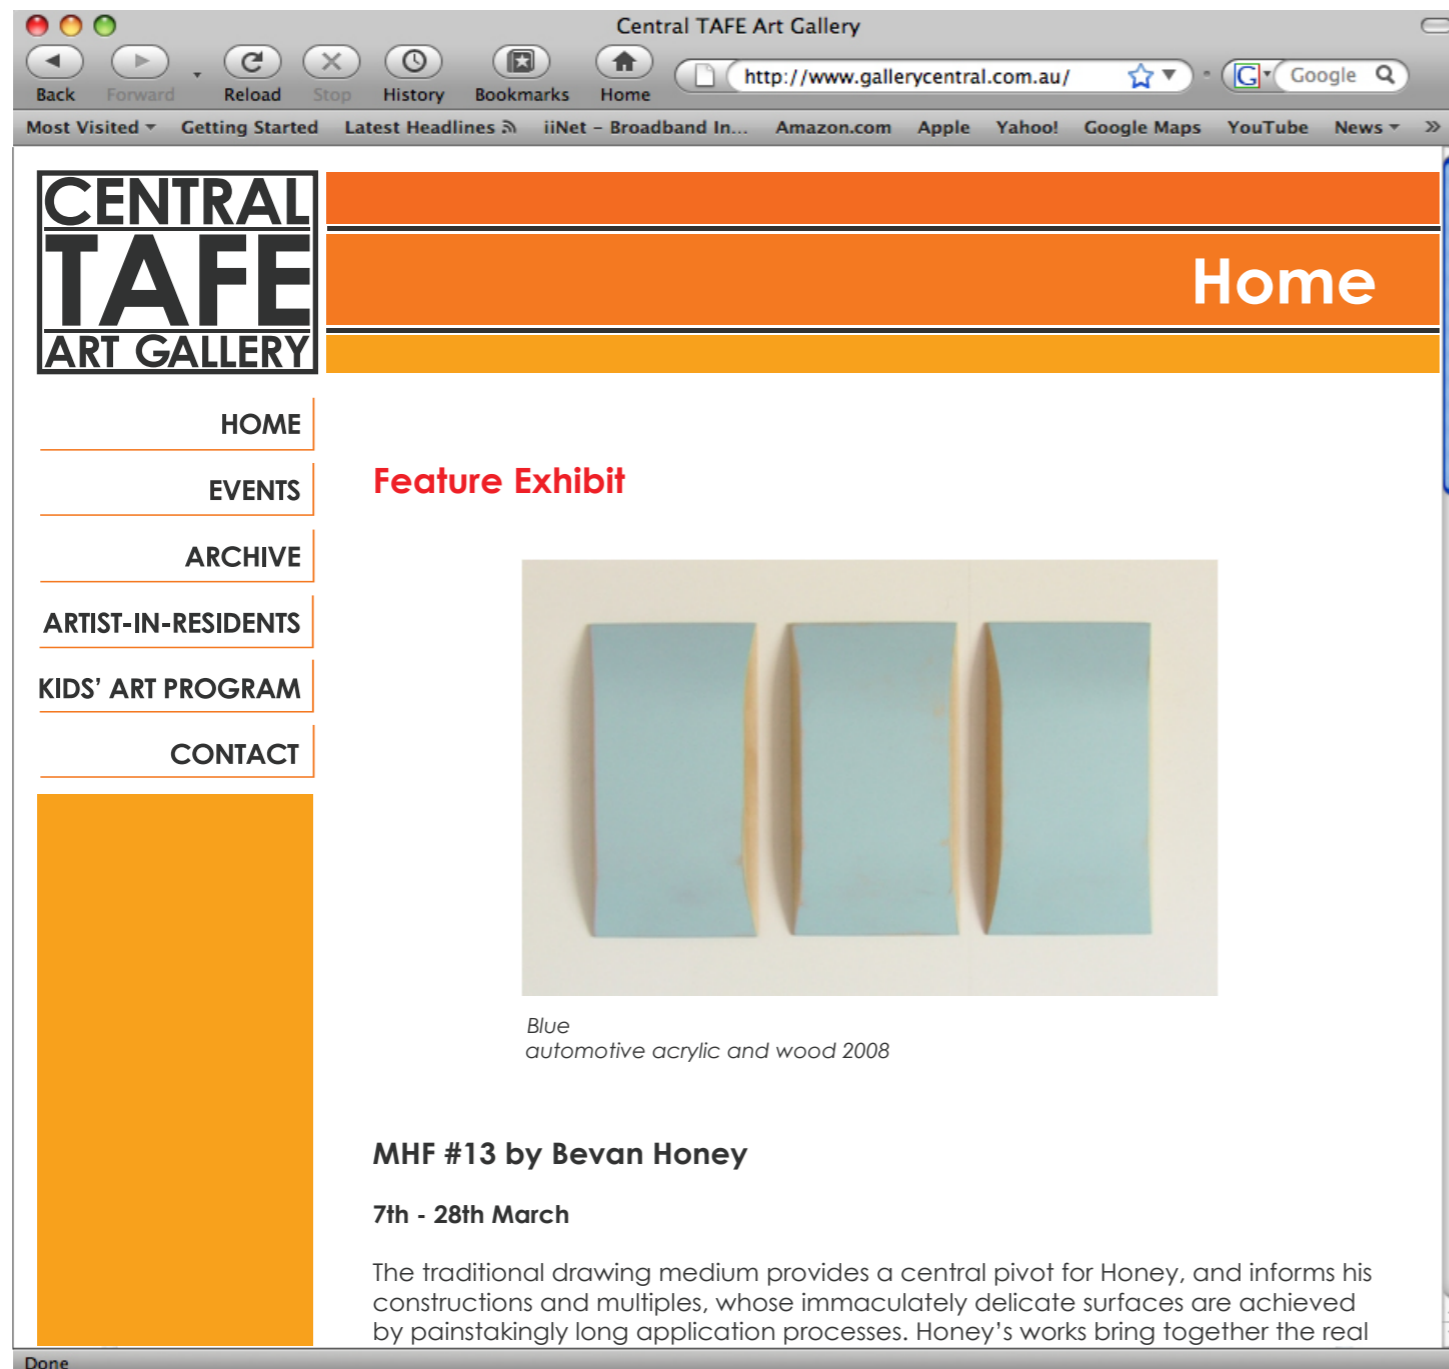 Central TAFE Art Gallery
http://www.gallerycentral.com.au/
G
Google
Back Forward Reload Stop History Bookmarks Home
Most Visited Getting Started Latest Headlines iiNet – Broadband In... Amazon.com Apple Yahoo! Google Maps YouTube News »
CENTRAL
TAFE
ART GALLERY
Home
HOME
EVENTS
ARCHIVE
ARTIST-IN-RESIDENTS
KIDS’ ART PROGRAM
CONTACT
Feature Exhibit
Blue
automotive acrylic and wood 2008
MHF #13 by Bevan Honey
7th - 28th March
The traditional drawing medium provides a central pivot for Honey, and informs his
constructions and multiples, whose immaculately delicate surfaces are achieved
by painstakingly long application processes. Honey’s works bring together the real
Done